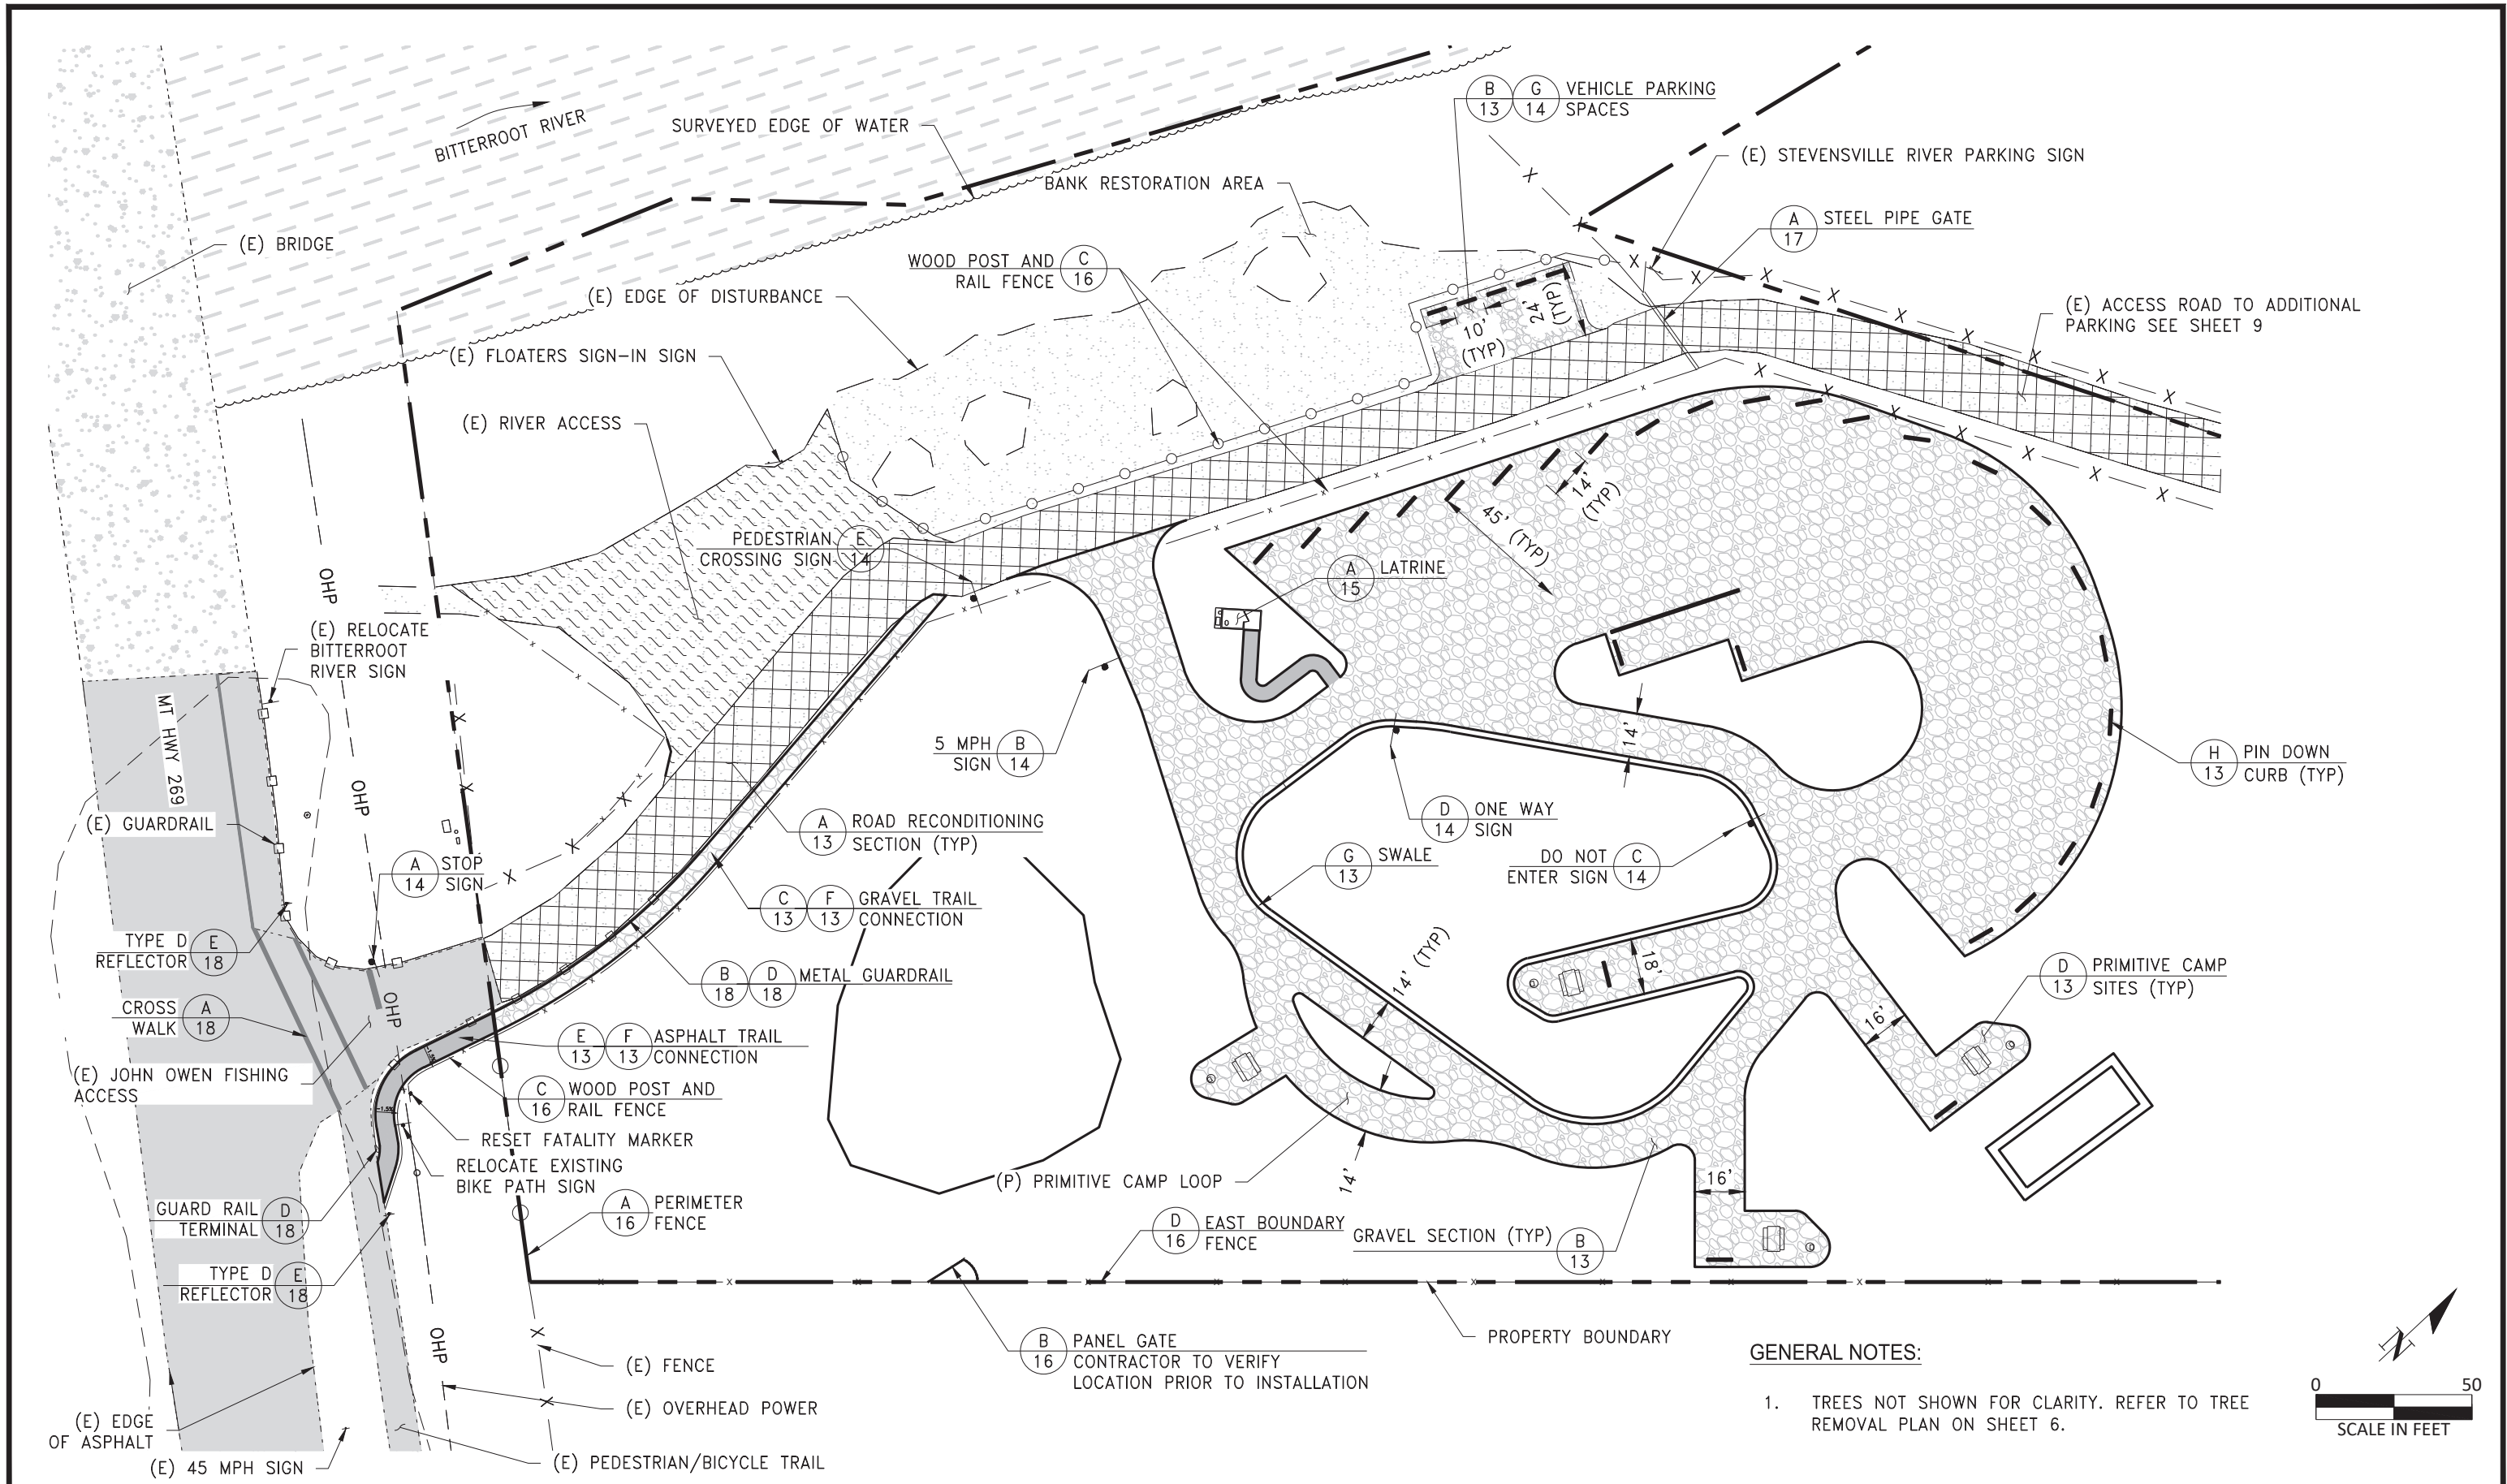 BITTERROOT RIVER
SURVEYED EDGE OF WATER
B
13
G
14
VEHICLE PARKING
SPACES
(E) STEVENSVILLE RIVER PARKING SIGN
BANK RESTORATION AREA
A
17
STEEL PIPE GATE
(E) BRIDGE
WOOD POST AND
RAIL FENCE
C
16
(E) EDGE OF DISTURBANCE
24'
(TYP)
10'
(TYP)
(E) ACCESS ROAD TO ADDITIONAL
PARKING SEE SHEET 9
(E) FLOATERS SIGN-IN SIGN
(E) RIVER ACCESS
14'
(TYP)
45' (TYP)
PEDESTRIAN
CROSSING SIGN
E
14
A
15
LATRINE
OHP
(E) RELOCATE
BITTERROOT
RIVER SIGN
MT HWY 269
OHP
5 MPH
SIGN
B
14
14'
H
13
PIN DOWN
CURB (TYP)
(E) GUARDRAIL
A
13
ROAD RECONDITIONING
SECTION (TYP)
D
14
ONE WAY
SIGN
A
14
STOP
SIGN
G
13
SWALE
DO NOT
ENTER SIGN
C
14
C
13
F
13
GRAVEL TRAIL
CONNECTION
TYPE D
REFLECTOR
E
18
14' (TYP)
18'
B
18
D
18
METAL GUARDRAIL
D
13
PRIMITIVE CAMP
SITES (TYP)
CROSS
WALK
A
18
OHP
16'
E
13
F
13
ASPHALT TRAIL
CONNECTION
(E) JOHN OWEN FISHING
ACCESS
C
16
WOOD POST AND
RAIL FENCE
RESET FATALITY MARKER
RELOCATE EXISTING
BIKE PATH SIGN
(P) PRIMITIVE CAMP LOOP
14'
16'
GUARD RAIL
TERMINAL
D
18
A
16
PERIMETER
FENCE
D
16
EAST BOUNDARY
FENCE
GRAVEL SECTION (TYP)
B
13
TYPE D
REFLECTOR
E
18
OHP
B
16
PANEL GATE
CONTRACTOR TO VERIFY
LOCATION PRIOR TO INSTALLATION
PROPERTY BOUNDARY
(E) FENCE
(E) OVERHEAD POWER
(E) EDGE
OF ASPHALT
(E) 45 MPH SIGN
(E) PEDESTRIAN/BICYCLE TRAIL
GENERAL NOTES:
1. TREES NOT SHOWN FOR CLARITY. REFER TO TREE
REMOVAL PLAN ON SHEET 6.
N
0 50
SCALE IN FEET